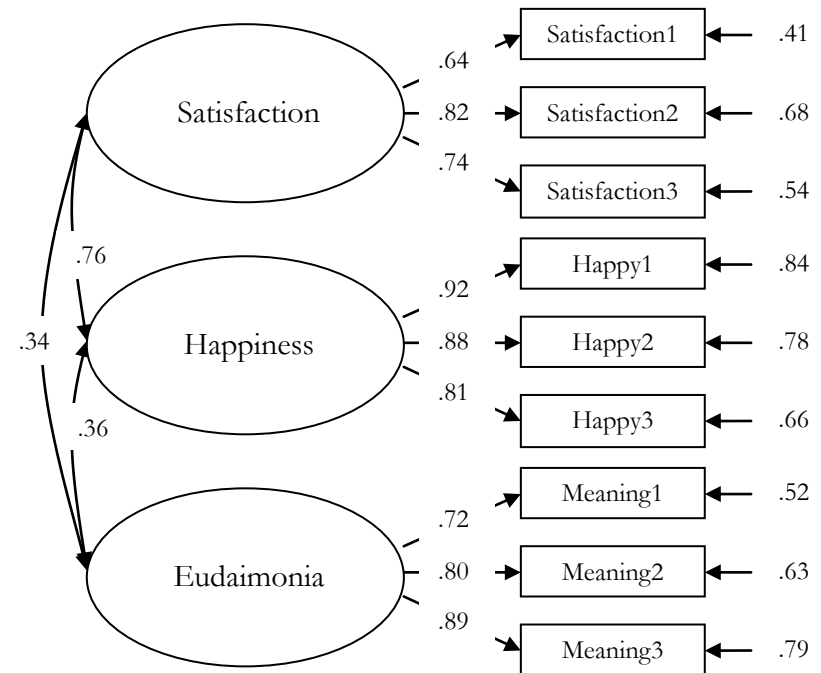 Satisfaction
.64
.82
.74
Satisfaction1
.41
Satisfaction2
.68
Satisfaction3
.54
.76
.34
.36
Happiness
.92
.88
.81
Happy1
.84
Happy2
.78
Happy3
.66
Eudaimonia
.72
.80
.89
Meaning1
.52
Meaning2
.63
Meaning3
.79